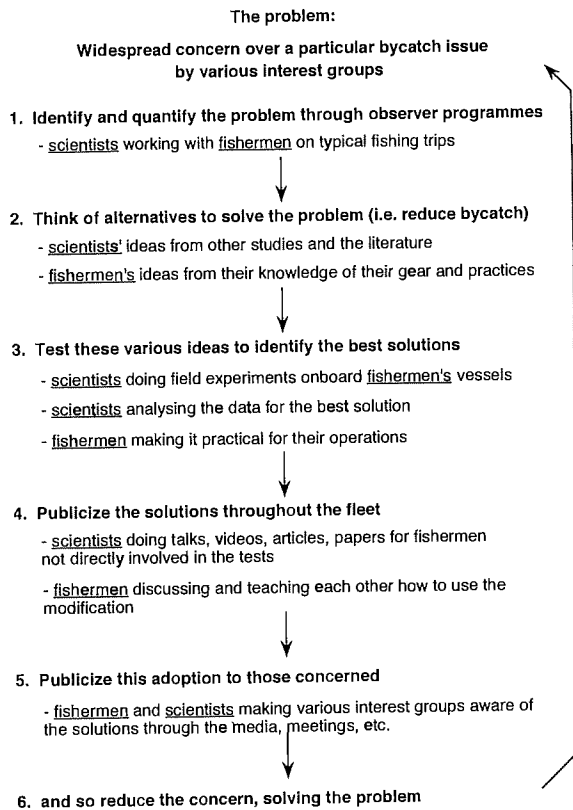 The problem:
Widespread concern over a particular bycatch issue
by various interest groups
1. Identify and quantify the problem through observer programmes
- scientists working with fishermen on typical fishing trips
2. Think of alternatives to solve the problem (i.e. reduce bycatch)
- scientists' ideas from other studies and the literature
- fishermen's ideas from their knowledge of their gear and practices
3. Test these various ideas to identify the best solutions
- scientists doing field experiments onboard fishermen's vessels
- scientists analysing the data for the best solution
- fishermen making it practical for their operations
4. Publicize the solutions throughout the fleet
- scientists doing talks, videos, articles, papers for fishermen
not directly involved in the tests
- fishermen discussing and teaching each other how to use the
modification
5. Publicize this adoption to those concerned
- fishermen and scientists making various interest groups aware of
the solutions through the media, meetings, etc.
6. and so reduce the concern, solving the problem